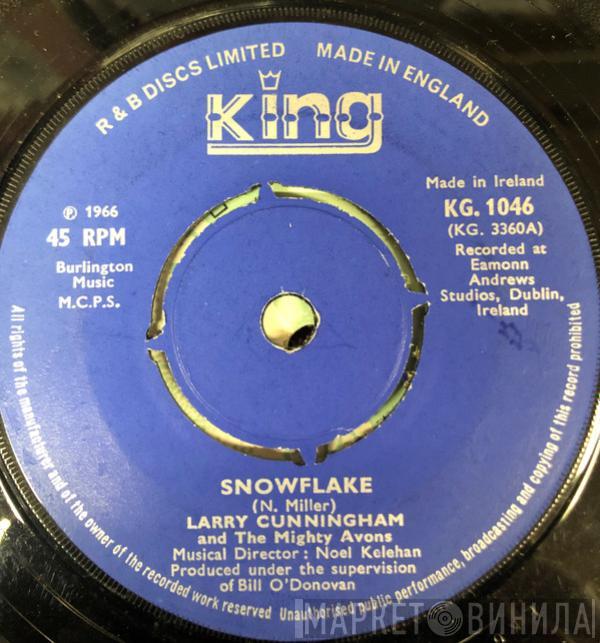 R & B DISCS LIMITED MADE IN ENGLAND
King
Made in Ireland
℗ 1966
KG. 1046
45 RPM
(KG. 3360A)
Burlington
Music
M.C.P.S.
Recorded at
Eamonn
Andrews
Studios, Dublin,
Ireland
SNOWFLAKE
(N. Miller)
LARRY CUNNINGHAM
and The Mighty Avons
Musical Director : Noel Kelehan
Produced under the supervision
of Bill O'Donovan
All rights of the manufacturer and of the owner of the recorded work reserved Unauthorised public performance, broadcasting and copying of this record prohibited
МАРКЕТ ВИНИЛА